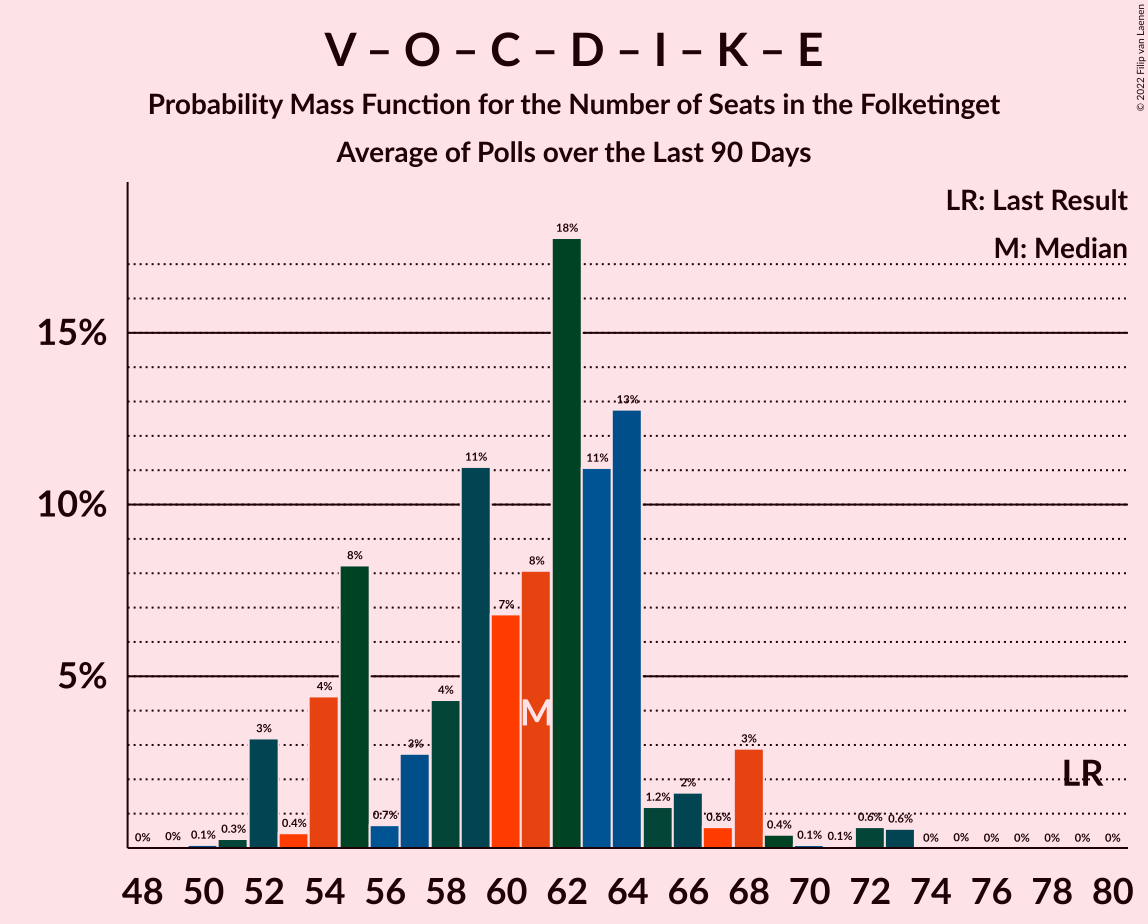 V – O – C – D – I – K – E
Probability Mass Function for the Number of Seats in the Folketinget
Average of Polls over the Last 90 Days
© 2022 Filip van Laenen
LR: Last Result
M: Median
15%
10%
5%
0% 0% 0.1% 0.3% 3% 0.4% 4% 8% 0.7% 3% 4% 11% 7% 8% 18% 11% 13% 1.2% 2% 0.6% 3% 0.4% 0.1% 0.1% 0.6% 0.6% 0% 0% 0% 0% 0% 0% 0%
M
LR
48 50 52 54 56 58 60 62 64 66 68 70 72 74 76 78 80